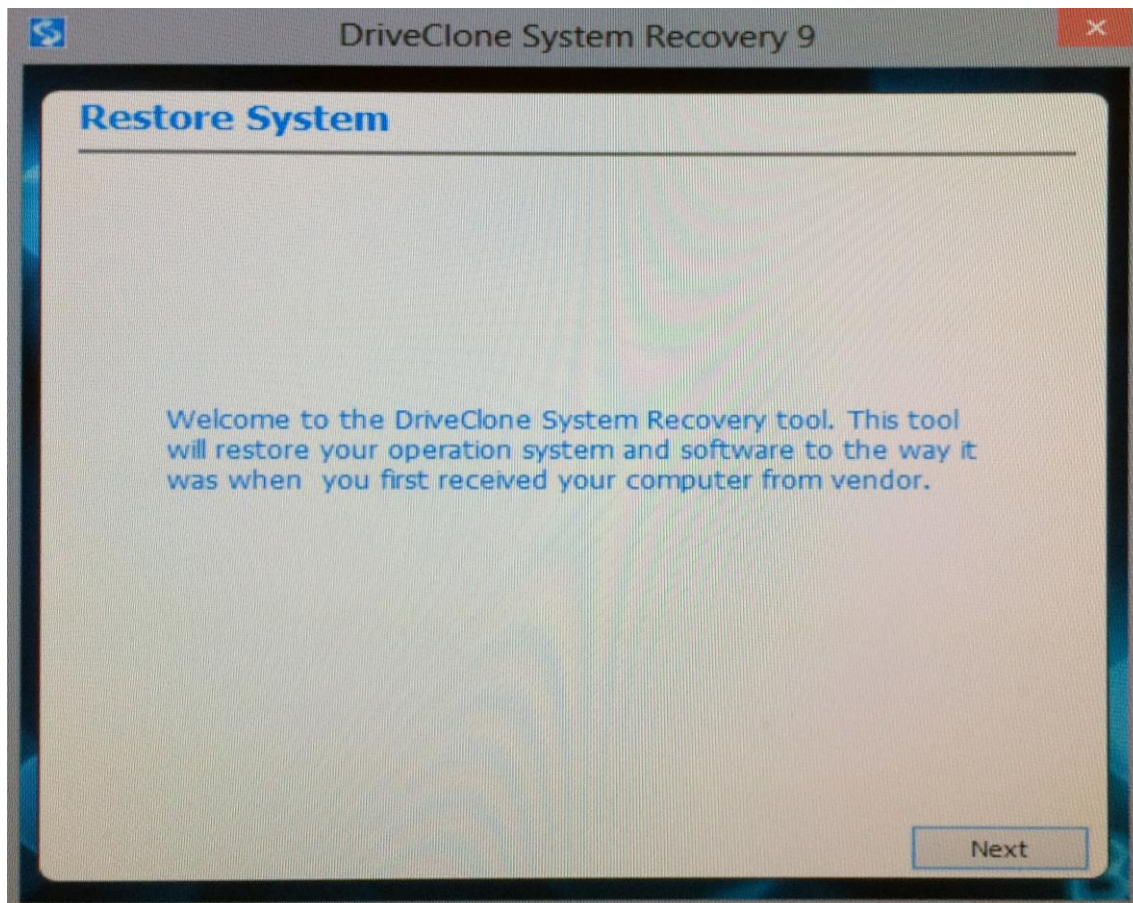 DriveClone System Recovery 9
Restore System
Welcome to the DriveClone System Recovery tool. This tool
will restore your operation system and software to the way it
was when  you first received your computer from vendor.
Next